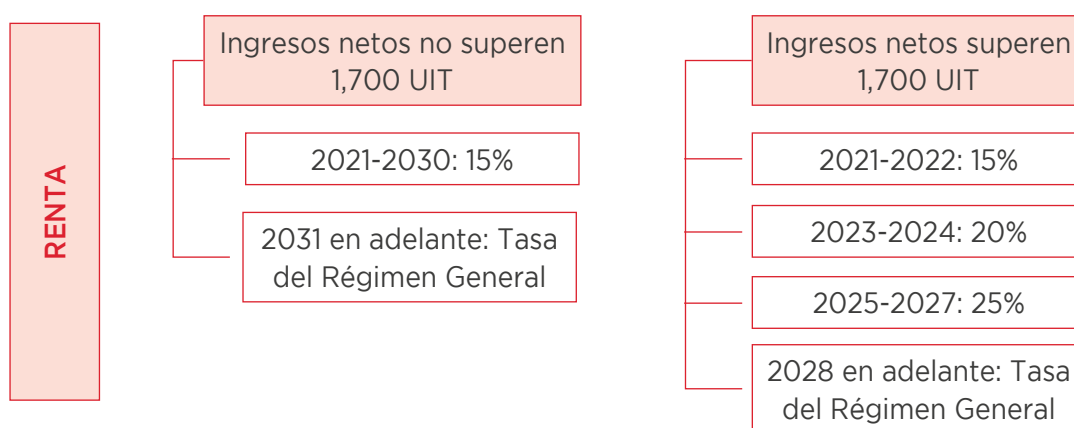 RENTA
Ingresos netos no superen
1,700 UIT
2021-2030: 15%
2031 en adelante: Tasa
del Régimen General
Ingresos netos superen
1,700 UIT
2021-2022: 15%
2023-2024: 20%
2025-2027: 25%
2028 en adelante: Tasa
del Régimen General